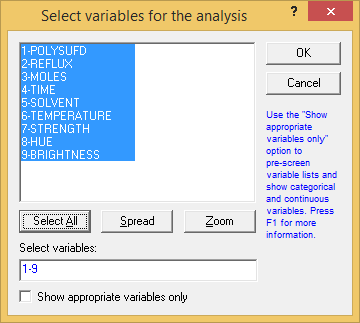 Select variables for the analysis
?
1-POLYSUFD
2-REFLUX
3-MOLES
4-TIME
5-SOLVENT
6-TEMPERATURE
7-STRENGTH
8-HUE
9-BRIGHTNESS
OK
Cancel
Use the "Show
appropriate
variables only"
option to
pre-screen
variable lists and
show categorical
and continuous
variables. Press
F1 for more
information.
Select All
Spread
Zoom
Select variables:
1-9
Show appropriate variables only